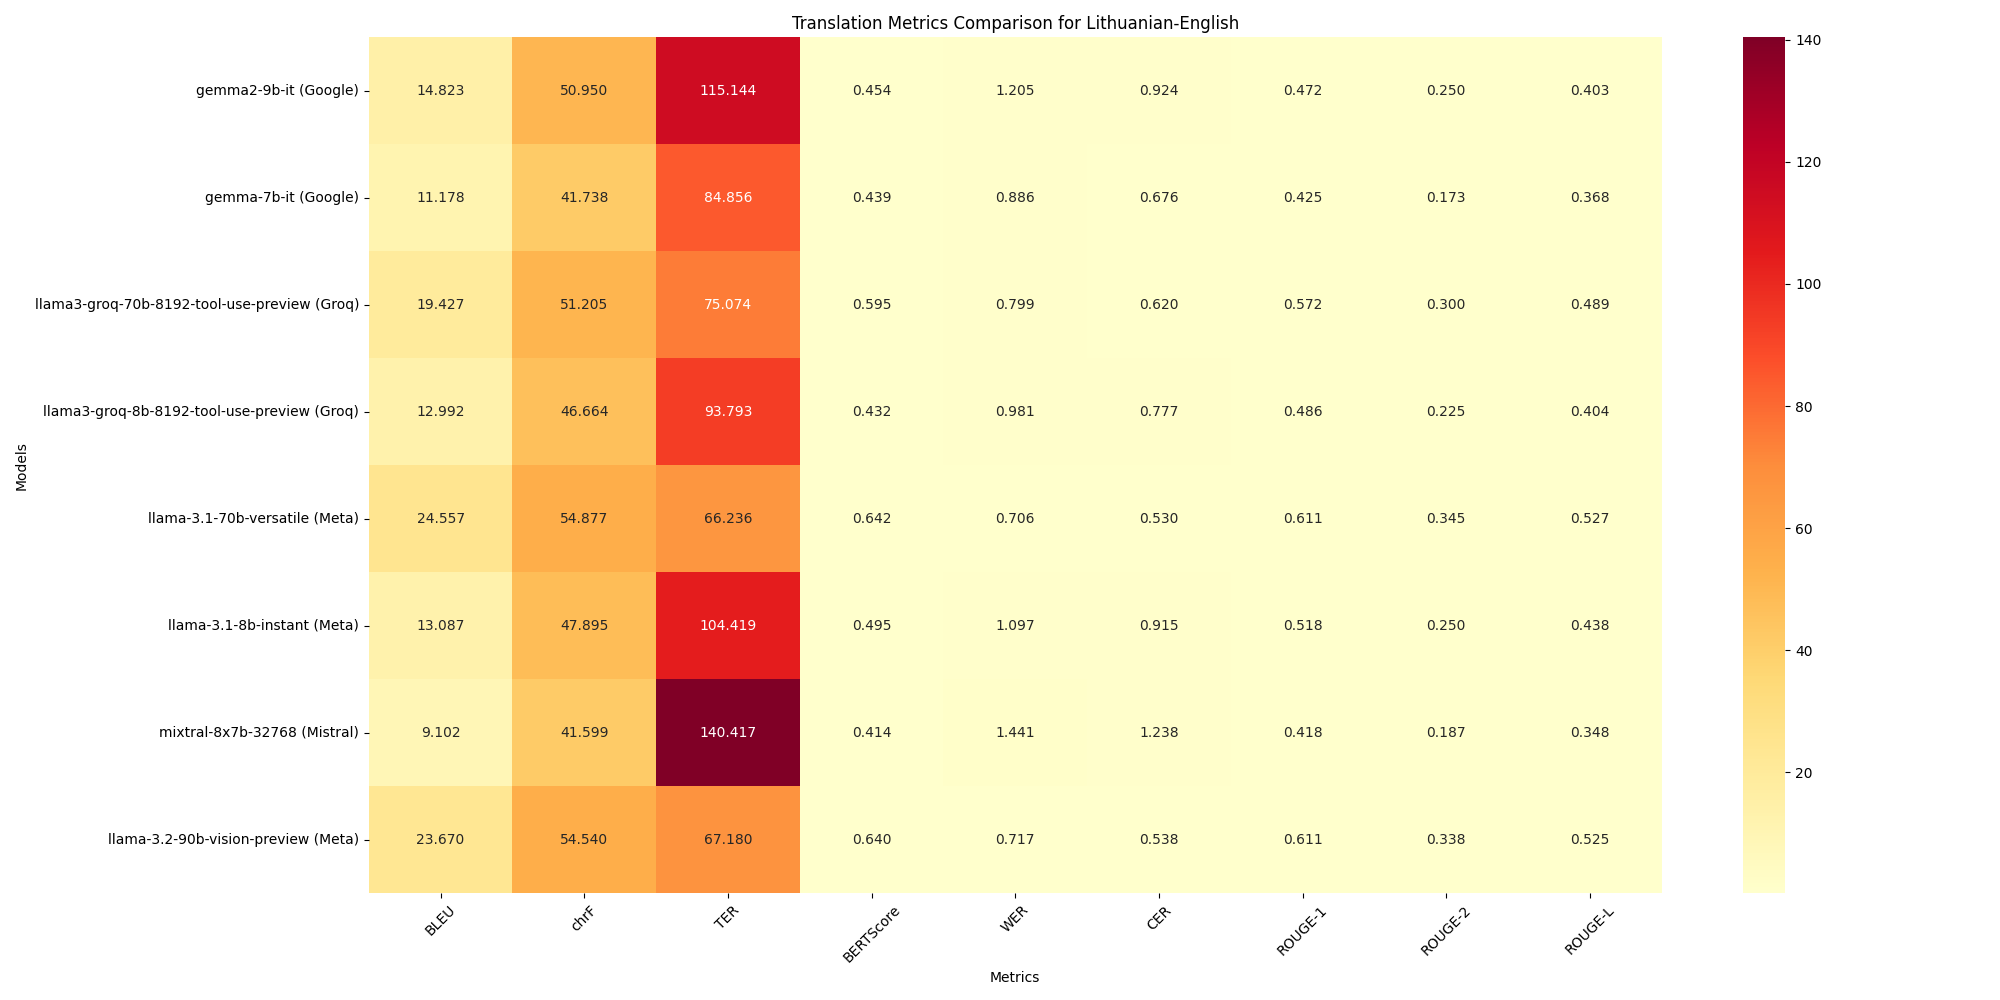 Translation Metrics Comparison for Lithuanian-English
gemma2-9b-it (Google) 14.823 50.950 115.144 0.454 1.205 0.924 0.472 0.250 0.403
gemma-7b-it (Google) 11.178 41.738 84.856 0.439 0.886 0.676 0.425 0.173 0.368
llama3-groq-70b-8192-tool-use-preview (Groq) 19.427 51.205 75.074 0.595 0.799 0.620 0.572 0.300 0.489
llama3-groq-8b-8192-tool-use-preview (Groq) 12.992 46.664 93.793 0.432 0.981 0.777 0.486 0.225 0.404
llama-3.1-70b-versatile (Meta) 24.557 54.877 66.236 0.642 0.706 0.530 0.611 0.345 0.527
llama-3.1-8b-instant (Meta) 13.087 47.895 104.419 0.495 1.097 0.915 0.518 0.250 0.438
mixtral-8x7b-32768 (Mistral) 9.102 41.599 140.417 0.414 1.441 1.238 0.418 0.187 0.348
llama-3.2-90b-vision-preview (Meta) 23.670 54.540 67.180 0.640 0.717 0.538 0.611 0.338 0.525
BLEU chrF TER BERTScore WER CER ROUGE-1 ROUGE-2 ROUGE-L
Metrics
Models
140
120
100
80
60
40
20